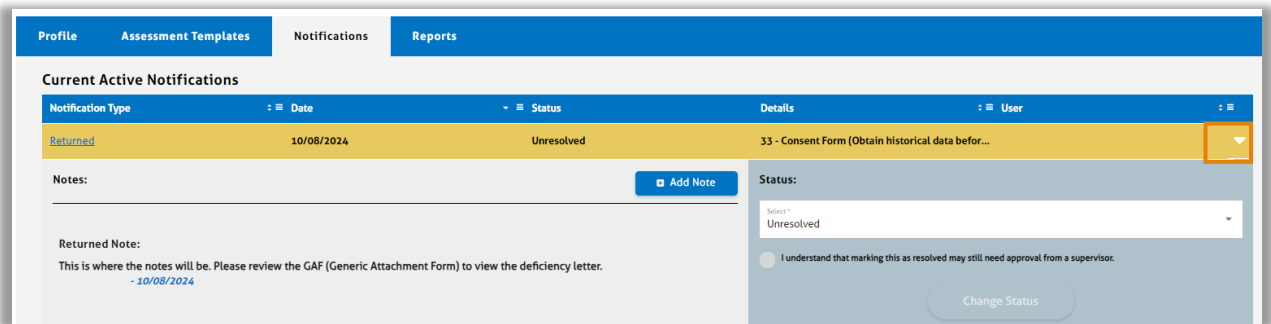 Profile Assessment Templates Notifications Reports
Current Active Notifications
Notification Type Date Status Details User
Returned 10/08/2024 Unresolved 33 - Consent Form (Obtain historical data befor...
Notes: Add Note Status:
Select *
Unresolved
Returned Note:
I understand that marking this as resolved may still need approval from a supervisor.
This is where the notes will be. Please review the GAF (Generic Attachment Form) to view the deficiency letter.
- 10/08/2024
Change Status